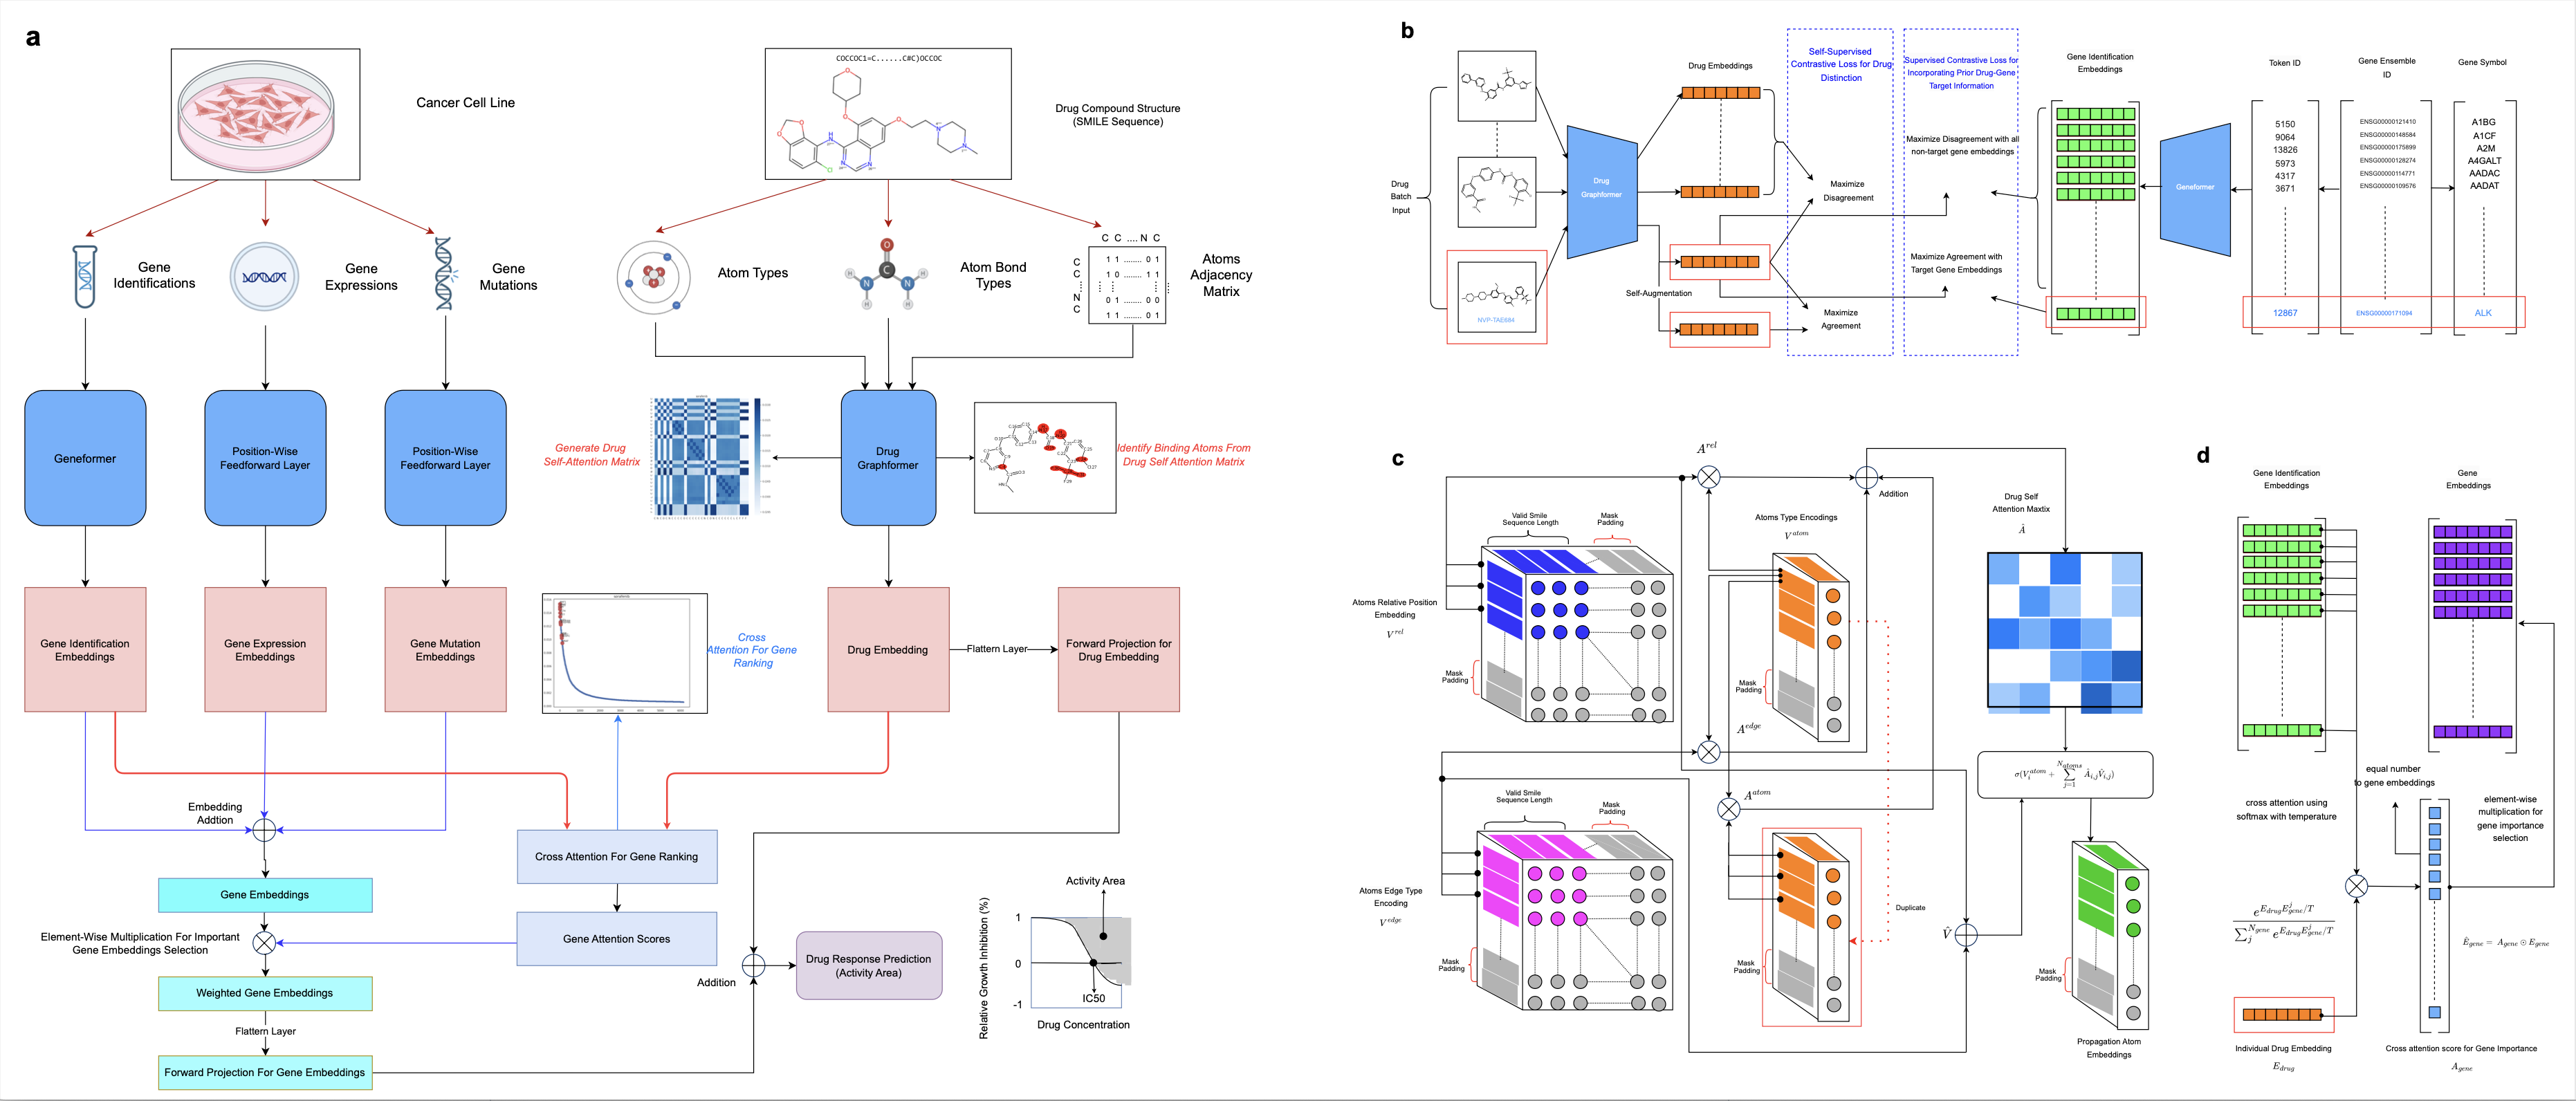 a
Cancer Cell Line
COCCOC1=C......C#C)OCCOC
Drug Compound Structure
(SMILE Sequence)
Gene
Identifications
Gene
Expressions
Gene
Mutations
Atom Types
Atom Bond
Types
Atoms
Adjacency
Matrix
C C .... N C
C 1 1 ........ 0 1
C 1 0 ........ 1 1
N 0 1 ........ 0 0
C 1 1 ........ 0 1
Geneformer
Position-Wise
Feedforward Layer
Position-Wise
Feedforward Layer
Generate Drug
Self-Attention Matrix
Drug
Graphformer
Identify Binding Atoms From
Drug Self Attention Matrix
Gene Identification
Embeddings
Gene Expression
Embeddings
Gene Mutation
Embeddings
Cross
Attention For Gene
Ranking
Drug Embedding
Flattern Layer
Forward Projection for
Drug Embedding
Embedding
Addtion
Cross Attention For Gene Ranking
Gene Embeddings
Gene Attention Scores
Element-Wise Multiplication For Important
Gene Embeddings Selection
Weighted Gene Embeddings
Flattern Layer
Forward Projection For Gene Embeddings
Addition
Drug Response Prediction
(Activity Area)
Activity Area
Relative Growth Inhibition (%)
1
0
-1
IC50
Drug Concentration
b
Drug
Batch
Input
NVP-TAE684
Drug
Graphformer
Drug Embeddings
Self-Augmentation
Self-Supervised
Contrastive Loss for Drug
Distinction
Maximize
Disagreement
Maximize
Agreement
Supervised Contrastive Loss for
Incorporating Prior Drug-Gene
Target Information
Maximize Disagreement with all
non-target gene embeddings
Maximize Agreement with
Target Gene Embeddings
Gene Identification
Embeddings
Geneformer
Token ID
5150
9064
13826
5973
4317
3671
12867
Gene Ensemble
ID
ENSG00000121410
ENSG00000148584
ENSG00000175899
ENSG00000128274
ENSG00000114771
ENSG00000109576
ENSG00000171094
Gene Symbol
A1BG
A1CF
A2M
A4GALT
AADAC
AADAT
ALK
c
A^{rel}
Addition
Valid Smile
Sequence Length
Mask
Padding
Atoms Type Encodings
V^{atom}
Atoms Relative Position
Embedding
V^{rel}
Mask
Padding
Mask
Padding
A^{edge}
A^{atom}
Valid Smile
Sequence Length
Mask
Padding
Atoms Edge Type
Encoding
V^{edge}
Mask
Padding
Mask
Padding
Duplicate
V̂
Drug Self
Attention Maxtix
Â
σ(V_i^{atom} + \sum_{j=1}^{N_{atoms}} Â_{i,j}V̂_{i,j})
Mask
Padding
Propagation Atom
Embeddings
d
Gene Identification
Embeddings
Gene
Embeddings
equal number
to gene embeddings
cross attention using
softmax with temperature
element-wise
multiplication for
gene importance
selection
\frac{e^{E_{drug}E_{gene}^j/T}}{\sum_j^{N_{gene}} e^{E_{drug}E_{gene}^j/T}}
Ê_{gene} = A_{gene} ⊙ E_{gene}
Individual Drug Embedding
E_{drug}
Cross attention score for Gene Importance
A_{gene}